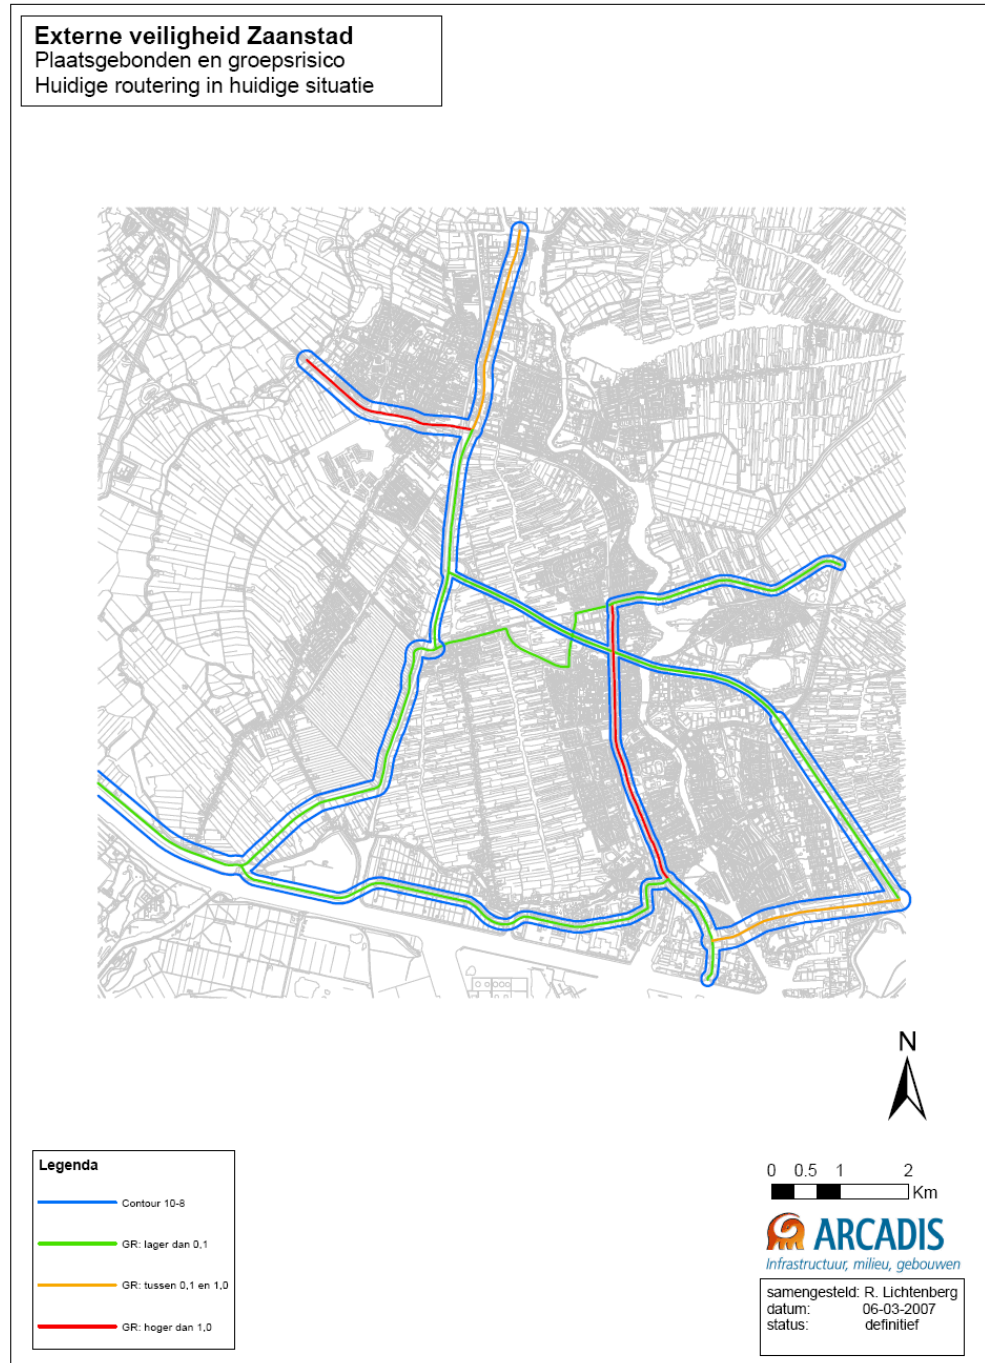 Externe veiligheid Zaanstad
Plaatsgebonden en groepsrisico
Huidige routering in huidige situatie
N
0 0.5 1 2
Km
ARCADIS
Infrastructuur, milieu, gebouwen
samengesteld: R. Lichtenberg
datum: 06-03-2007
status: definitief
Legenda
Contour 10-8
GR: lager dan 0,1
GR: tussen 0,1 en 1,0
GR: hoger dan 1,0